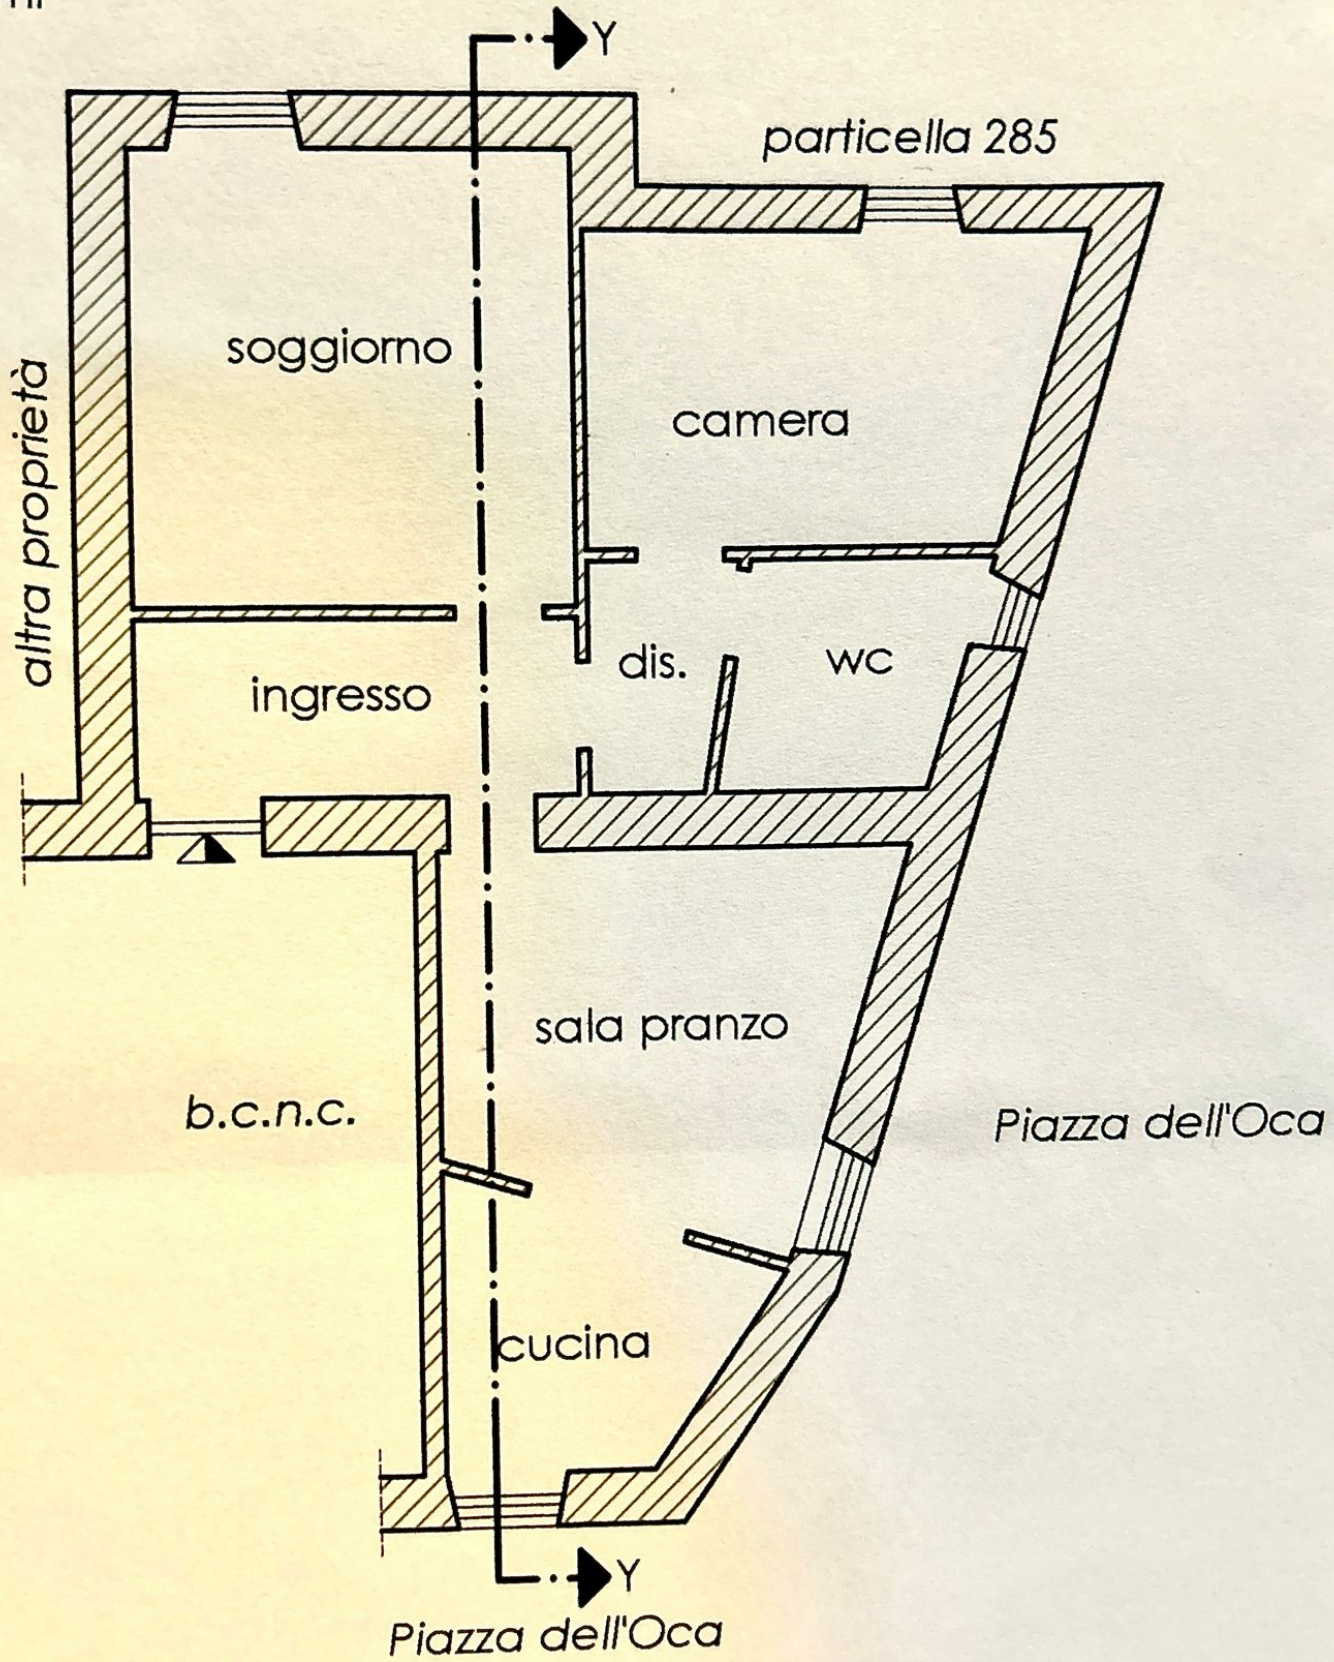 Y
particella 285
soggiorno
altra proprietà
camera
dis.
wc
ingresso
sala pranzo
b.c.n.c.
Piazza dell'Oca
cucina
Y
Piazza dell'Oca